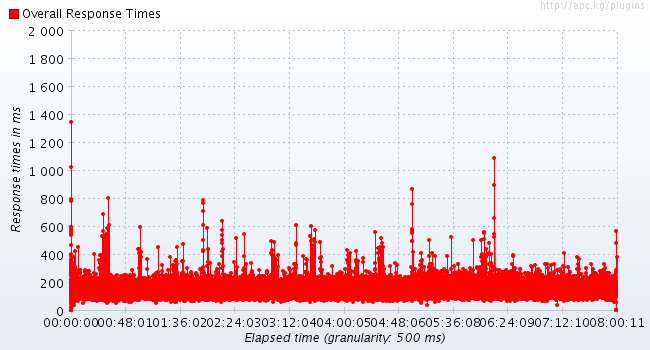 http://apc.kg/plugins
Overall Response Times
2 000
1 800
1 600
1 400
1 200
1 000
800
600
400
200
0
Response times in ms
00:00:00 00:48:01 01:36:02 02:24:03 03:12:04 04:00:05 04:48:06 05:36:08 06:24:09 07:12:10 08:00:11
Elapsed time (granularity: 500 ms)